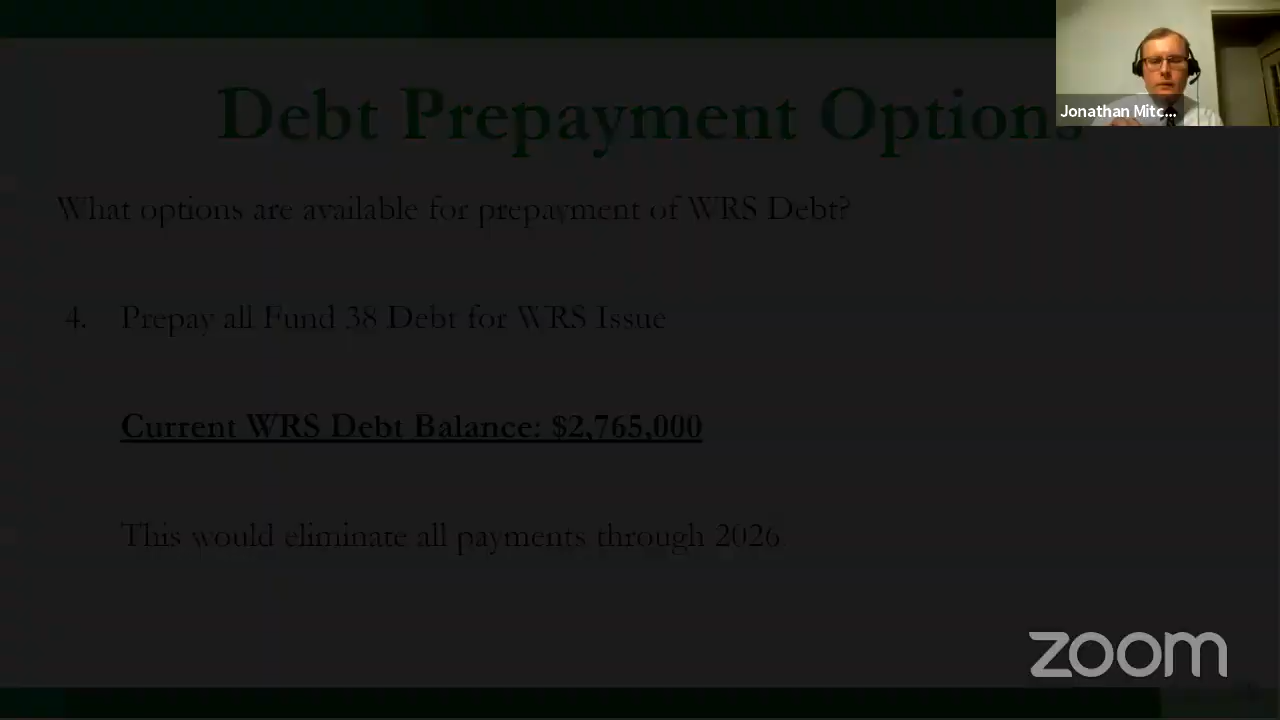 Debt Prepayment Options
Jonathan Mitc...
What options are available for prepayment of WRS Debt?
4. Prepay all Fund 38 Debt for WRS Issue
Current WRS Debt Balance: $2,765,000
This would eliminate all payments through 2026
zoom